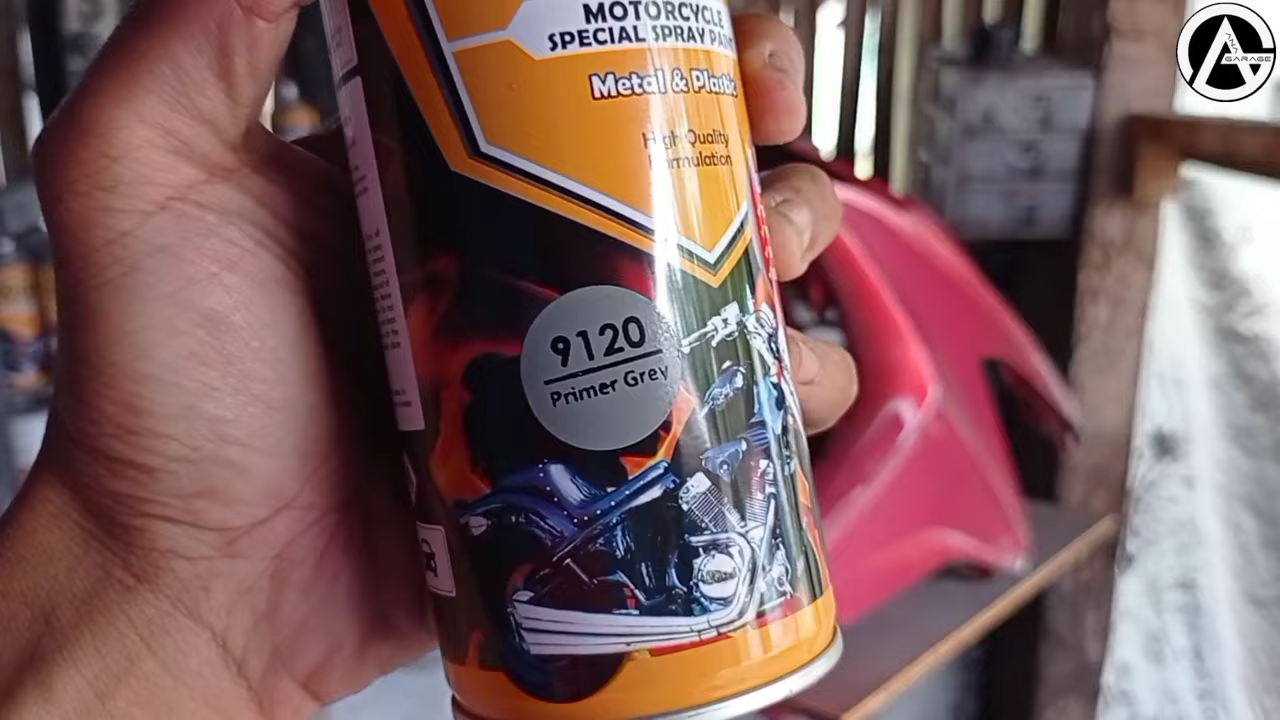 MOTORCYCLE
SPECIAL SPRAY PAINT
Metal & Plastic
High Quality
Formulation
9120
Primer Grey
GARAGE